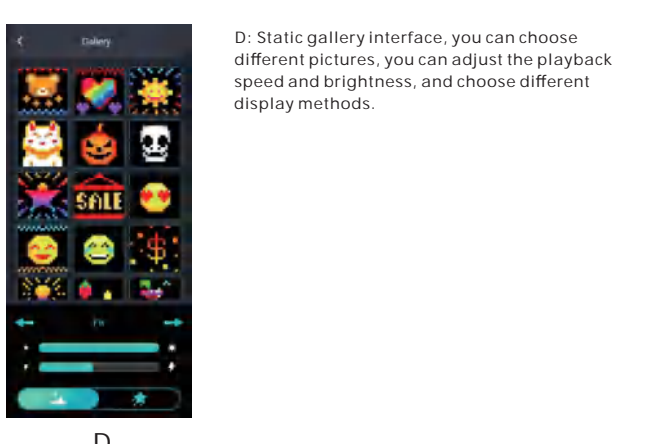 Gallery
D: Static gallery interface, you can choose
different pictures, you can adjust the playback
speed and brightness, and choose different
display methods.
SALE
D